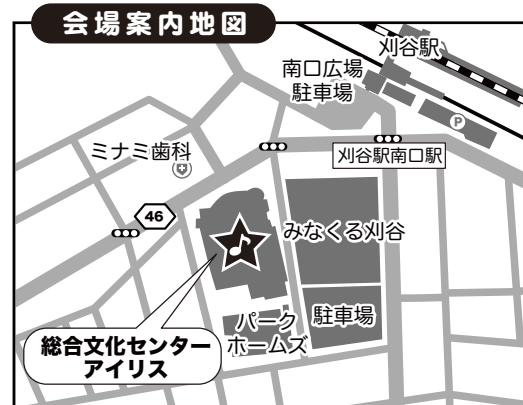 会場案内地図
刈谷駅
南口広場
駐車場
P
刈谷駅南口駅
ミナミ歯科
46
みなくる刈谷
駐車場
パーク
ホームズ
総合文化センター
アイリス